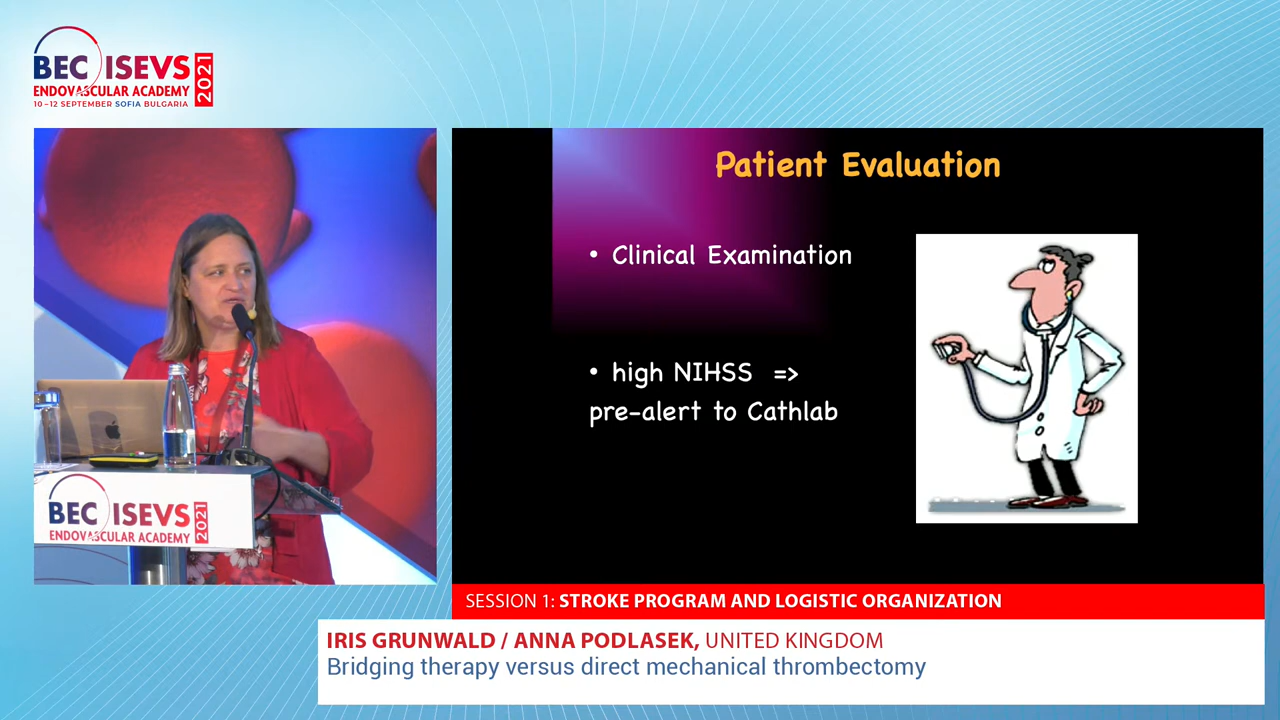 BEC ISEVS
ENDOVASCULAR ACADEMY
10–12 SEPTEMBER SOFIA BULGARIA
2021
Patient Evaluation
• Clinical Examination
• high NIHSS =>
pre-alert to Cathlab
BEC ISEVS
ENDOVASCULAR ACADEMY
2021
SESSION 1: STROKE PROGRAM AND LOGISTIC ORGANIZATION
IRIS GRUNWALD / ANNA PODLASEK, UNITED KINGDOM
Bridging therapy versus direct mechanical thrombectomy